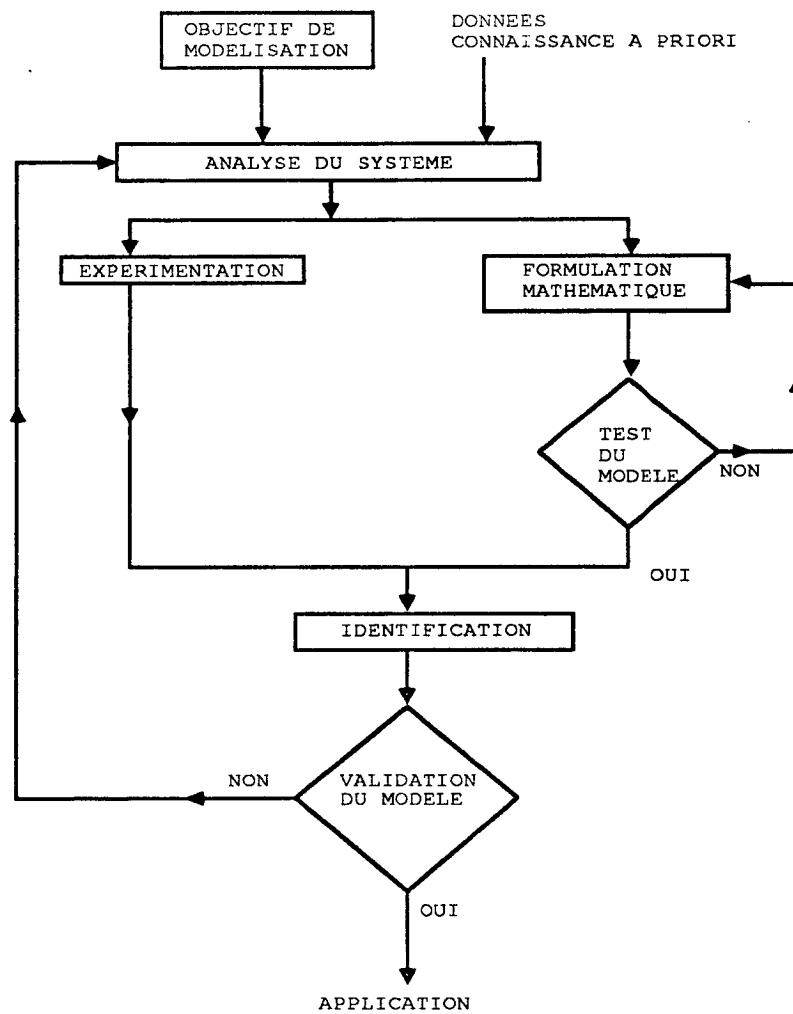 OBJECTIF DE
MODELISATION
DONNEES
CONNAISSANCE A PRIORI
ANALYSE DU SYSTEME
EXPERIMENTATION
FORMULATION
MATHEMATIQUE
TEST
DU
MODELE
NON
OUI
IDENTIFICATION
NON
VALIDATION
DU MODELE
OUI
APPLICATION